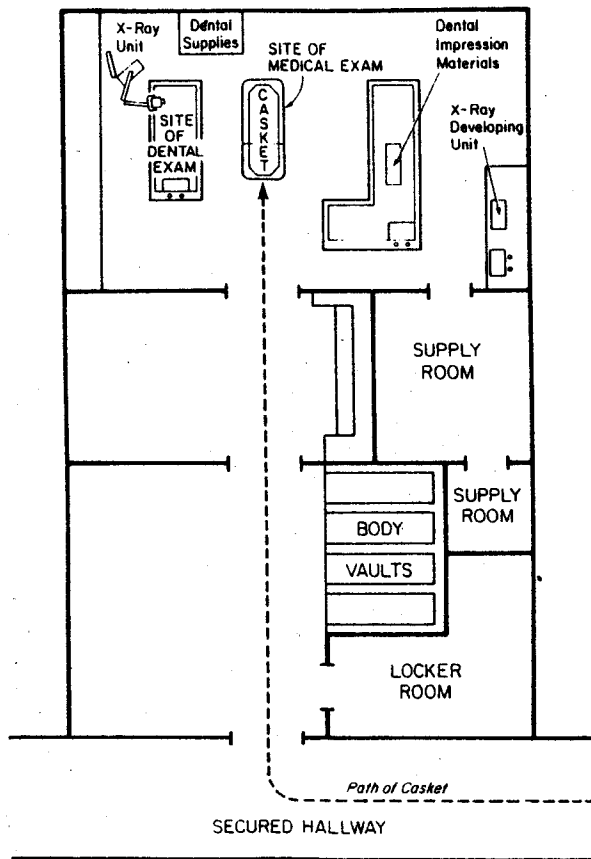 X-Ray
Unit
Dental
Supplies
SITE OF
MEDICAL EXAM
Dental
Impression
Materials
X-Ray
Developing
Unit
CASKET
SITE
OF
DENTAL
EXAM
SUPPLY
ROOM
SUPPLY
ROOM
BODY
VAULTS
LOCKER
ROOM
Path of Casket
SECURED HALLWAY